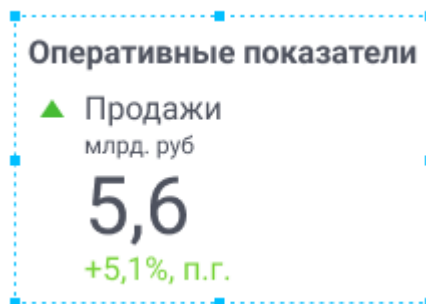 Оперативные показатели
Продажи
млрд. руб
5,6
+5,1%, п.г.